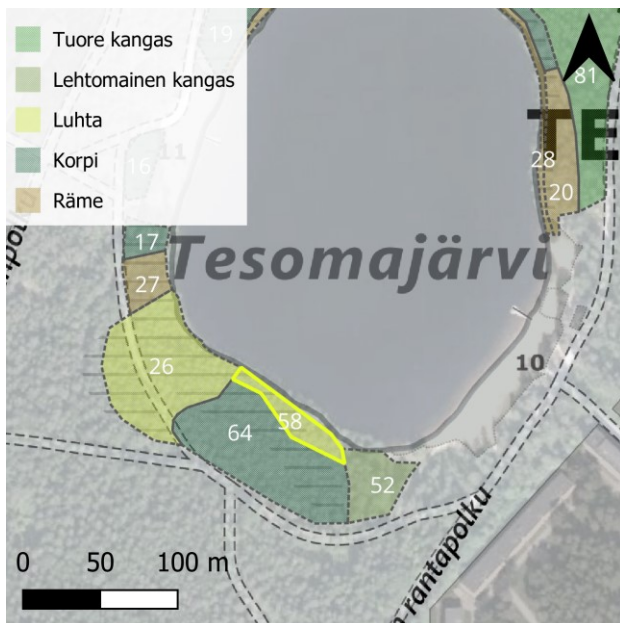 Tuore kangas
Lehtomainen kangas
Luhta
Korpi
Räme
19
81
TE
11
16
28
20
17
Tesomajärvi
27
26
10
58
64
52
n rantapolku
0 50 100 m